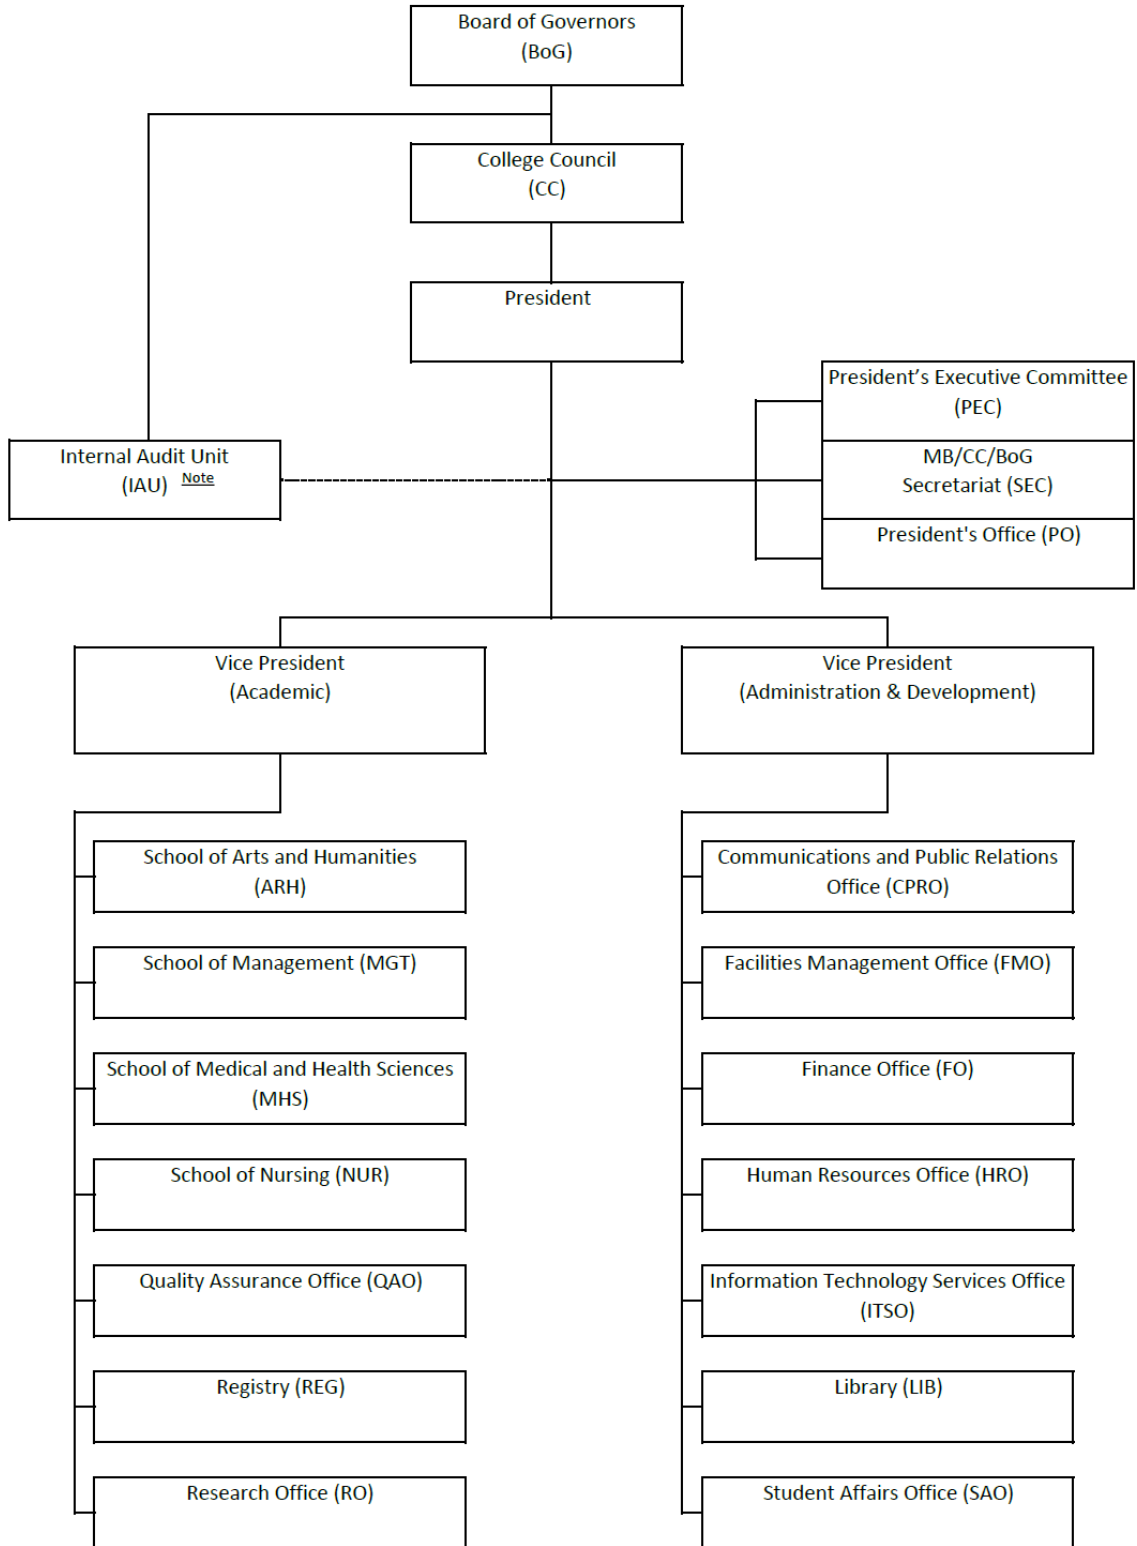 Board of Governors
(BoG)
College Council
(CC)
President
President’s Executive Committee
(PEC)
Internal Audit Unit
(IAU) Note
MB/CC/BoG
Secretariat (SEC)
President's Office (PO)
Vice President
(Academic)
Vice President
(Administration & Development)
School of Arts and Humanities
(ARH)
Communications and Public Relations
Office (CPRO)
School of Management (MGT)
Facilities Management Office (FMO)
School of Medical and Health Sciences
(MHS)
Finance Office (FO)
School of Nursing (NUR)
Human Resources Office (HRO)
Quality Assurance Office (QAO)
Information Technology Services Office
(ITSO)
Registry (REG)
Library (LIB)
Research Office (RO)
Student Affairs Office (SAO)